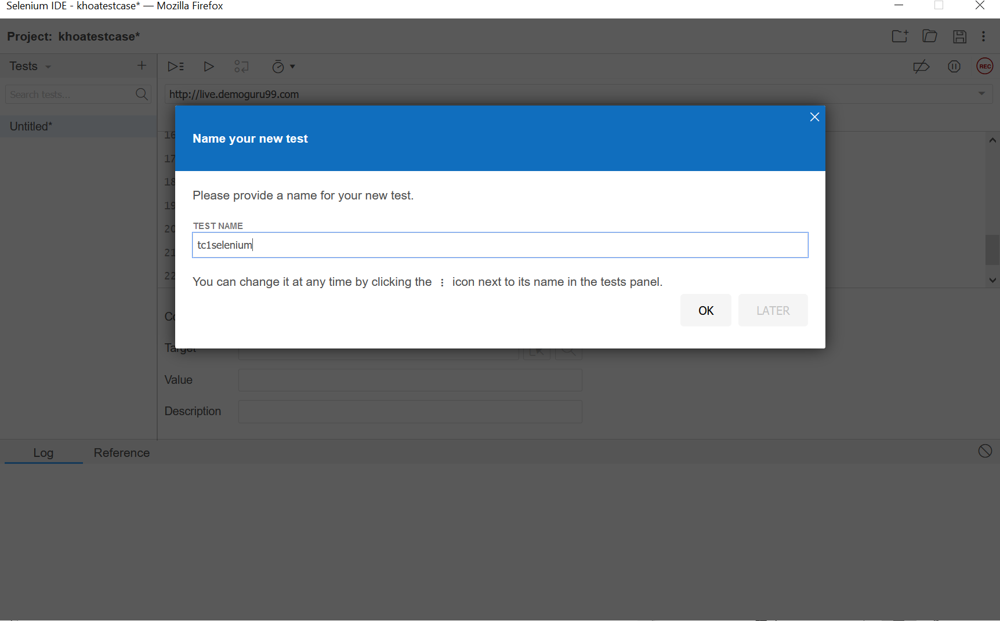 Selenium IDE - khoatestcase* — Mozilla Firefox
Project: khoatestcase*
Tests
REC
Search tests...
http://live.demoguru99.com
Untitled*
Name your new test
16
17
18
19
20
21
22
Please provide a name for your new test.
TEST NAME
tc1selenium
You can change it at any time by clicking the ⋮ icon next to its name in the tests panel.
OK
LATER
Target
Value
Description
Log
Reference